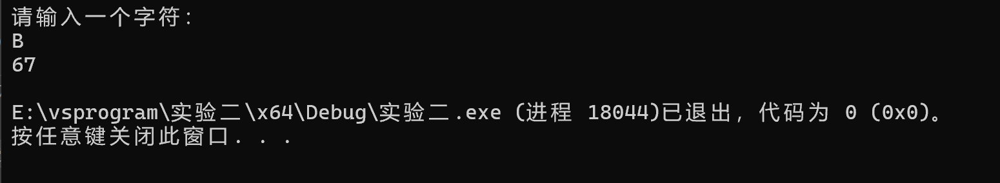 请输入一个字符：
B
67
E:\vsprogram\实验二\x64\Debug\实验二.exe (进程 18044)已退出，代码为 0 (0x0)。
按任意键关闭此窗口. . .